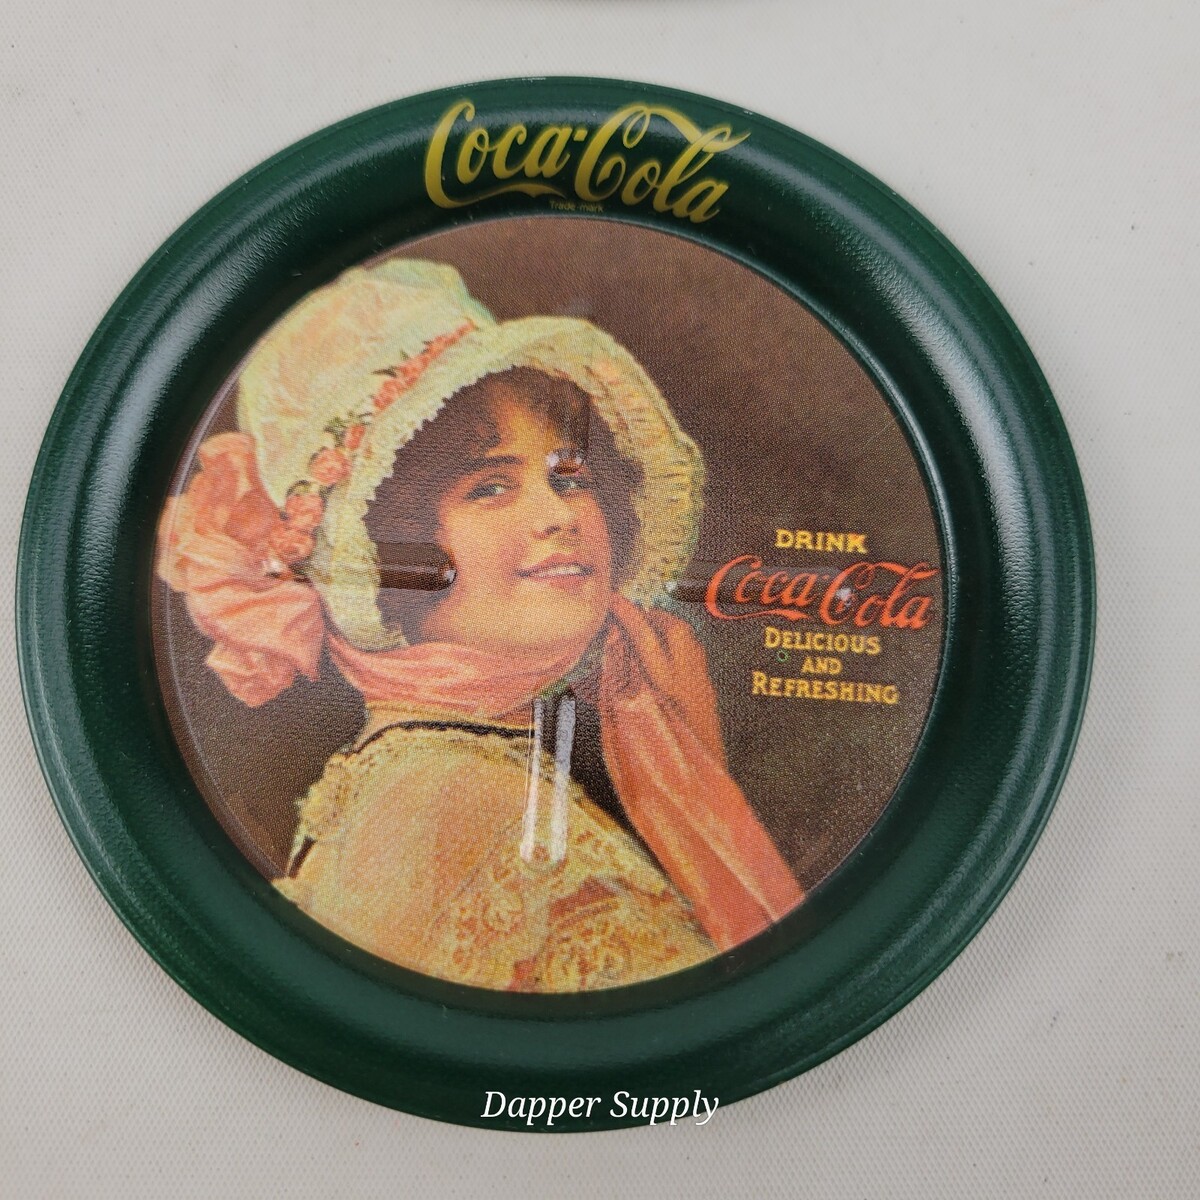 Coca-Cola
Trade-mark
DRINK
Coca-Cola
DELICIOUS
AND
REFRESHING
Dapper Supply